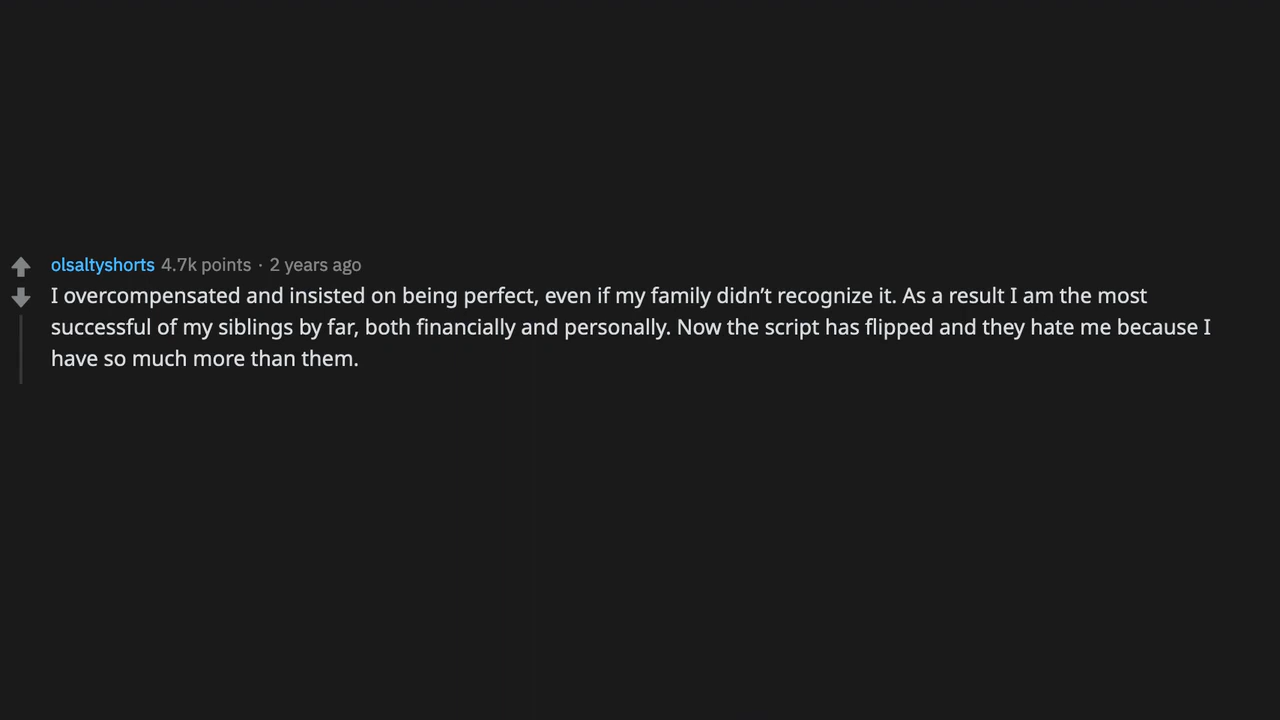 olsaltyshorts 4.7k points · 2 years ago
I overcompensated and insisted on being perfect, even if my family didn’t recognize it. As a result I am the most
successful of my siblings by far, both financially and personally. Now the script has flipped and they hate me because I
have so much more than them.